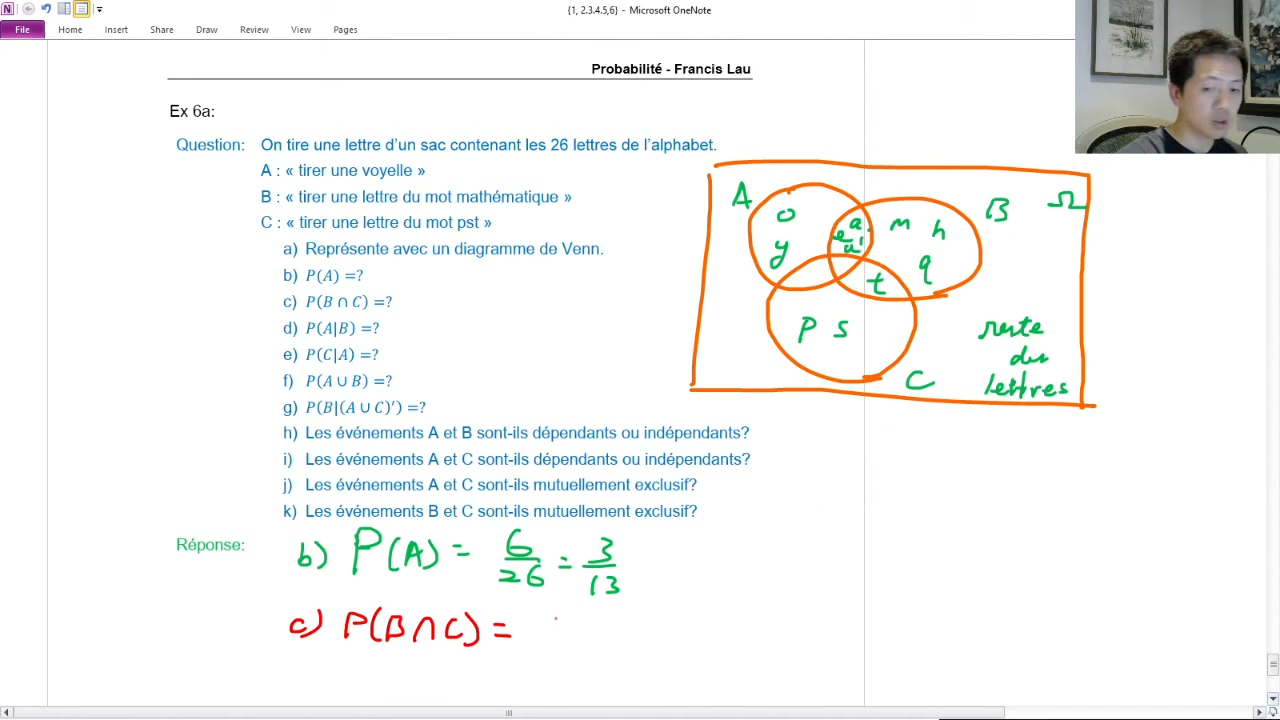 {1, 2.3.4.5,6} - Microsoft OneNote
File Home Insert Share Draw Review View Pages
Probabilité - Francis Lau
Ex 6a:
Question: On tire une lettre d'un sac contenant les 26 lettres de l'alphabet.
A : « tirer une voyelle »
B : « tirer une lettre du mot mathématique »
C : « tirer une lettre du mot pst »
a) Représente avec un diagramme de Venn.
b) P(A) =?
c) P(B ∩ C) =?
d) P(A|B) =?
e) P(C|A) =?
f) P(A ∪ B) =?
g) P(B|(A ∪ C)′) =?
h) Les événements A et B sont-ils dépendants ou indépendants?
i) Les événements A et C sont-ils dépendants ou indépendants?
j) Les événements A et C sont-ils mutuellement exclusif?
k) Les événements B et C sont-ils mutuellement exclusif?
A B Ω
o a m h
y e i u q
t
p s
C
reste
des
lettres
Réponse: b) P(A) = 6/26 = 3/13
c) P(B∩C) =